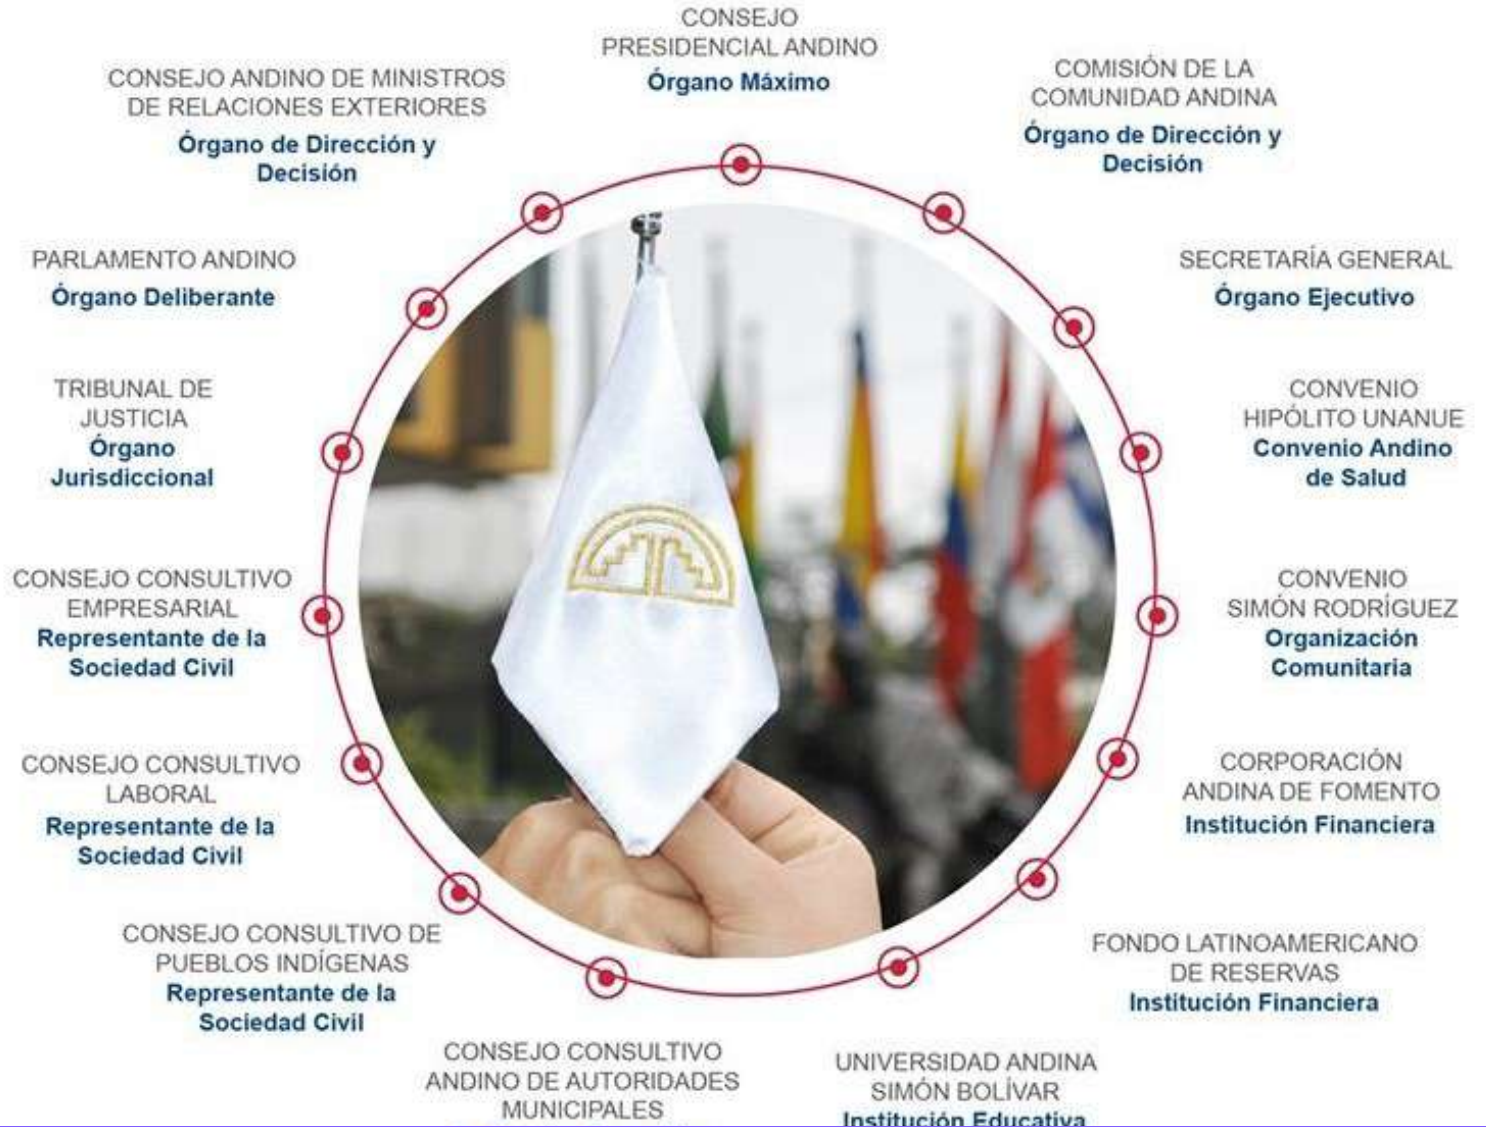 CONSEJO
PRESIDENCIAL ANDINO
Órgano Máximo
COMISIÓN DE LA
COMUNIDAD ANDINA
Órgano de Dirección y
Decisión
SECRETARÍA GENERAL
Órgano Ejecutivo
CONVENIO
HIPÓLITO UNANUE
Convenio Andino
de Salud
CONVENIO
SIMÓN RODRÍGUEZ
Organización
Comunitaria
CORPORACIÓN
ANDINA DE FOMENTO
Institución Financiera
FONDO LATINOAMERICANO
DE RESERVAS
Institución Financiera
UNIVERSIDAD ANDINA
SIMÓN BOLÍVAR
Institución Educativa
CONSEJO CONSULTIVO
ANDINO DE AUTORIDADES
MUNICIPALES
CONSEJO CONSULTIVO DE
PUEBLOS INDÍGENAS
Representante de la
Sociedad Civil
CONSEJO CONSULTIVO
LABORAL
Representante de la
Sociedad Civil
CONSEJO CONSULTIVO
EMPRESARIAL
Representante de la
Sociedad Civil
TRIBUNAL DE
JUSTICIA
Órgano
Jurisdiccional
PARLAMENTO ANDINO
Órgano Deliberante
CONSEJO ANDINO DE MINISTROS
DE RELACIONES EXTERIORES
Órgano de Dirección y
Decisión